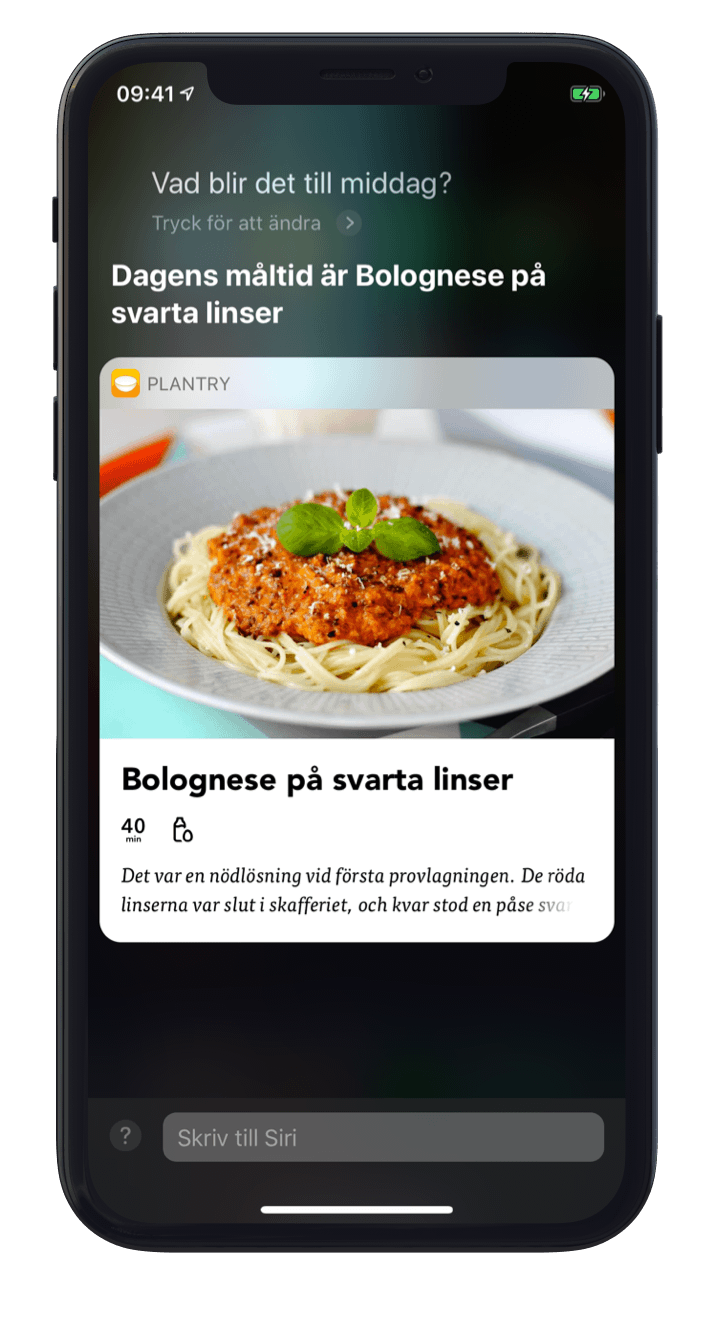 09:41
Vad blir det till middag?
Tryck för att ändra
Dagens måltid är Bolognese på
svarta linser
PLANTRY
Bolognese på svarta linser
40
min
Det var en nödlösning vid första provlagningen. De röda
linserna var slut i skafferiet, och kvar stod en påse svar
?
Skriv till Siri